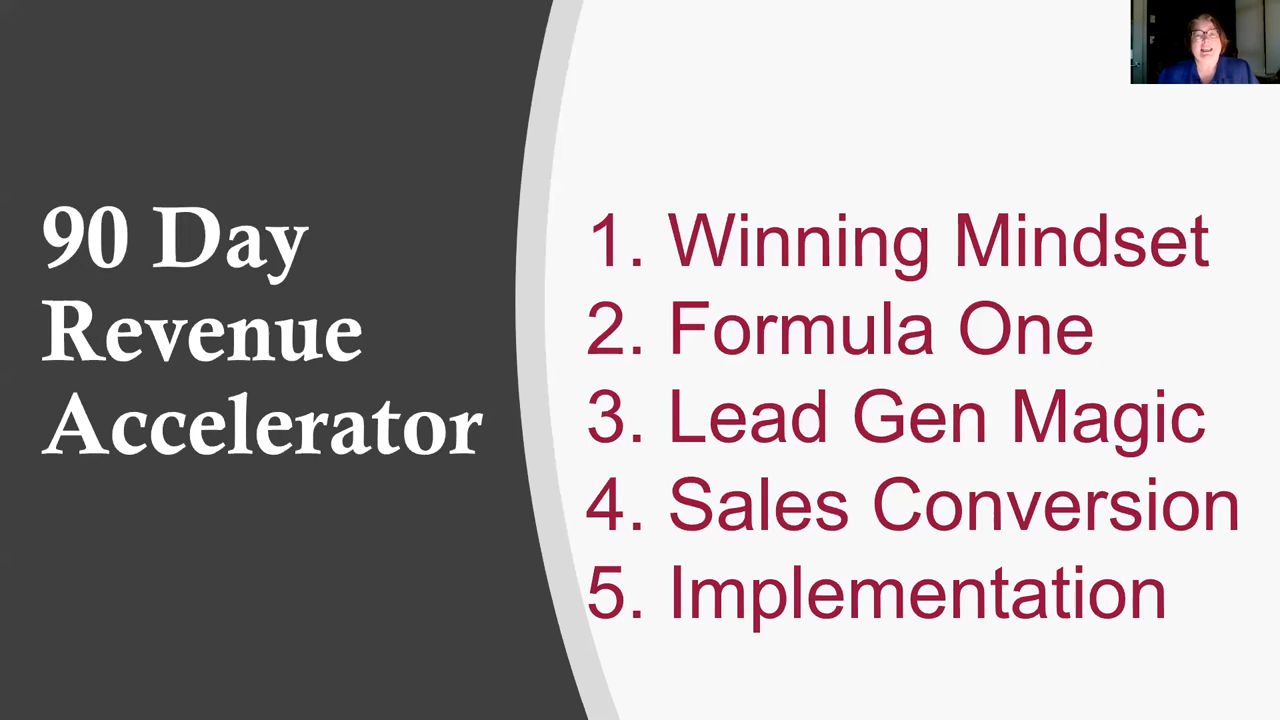 90 Day
Revenue
Accelerator
1. Winning Mindset
2. Formula One
3. Lead Gen Magic
4. Sales Conversion
5. Implementation